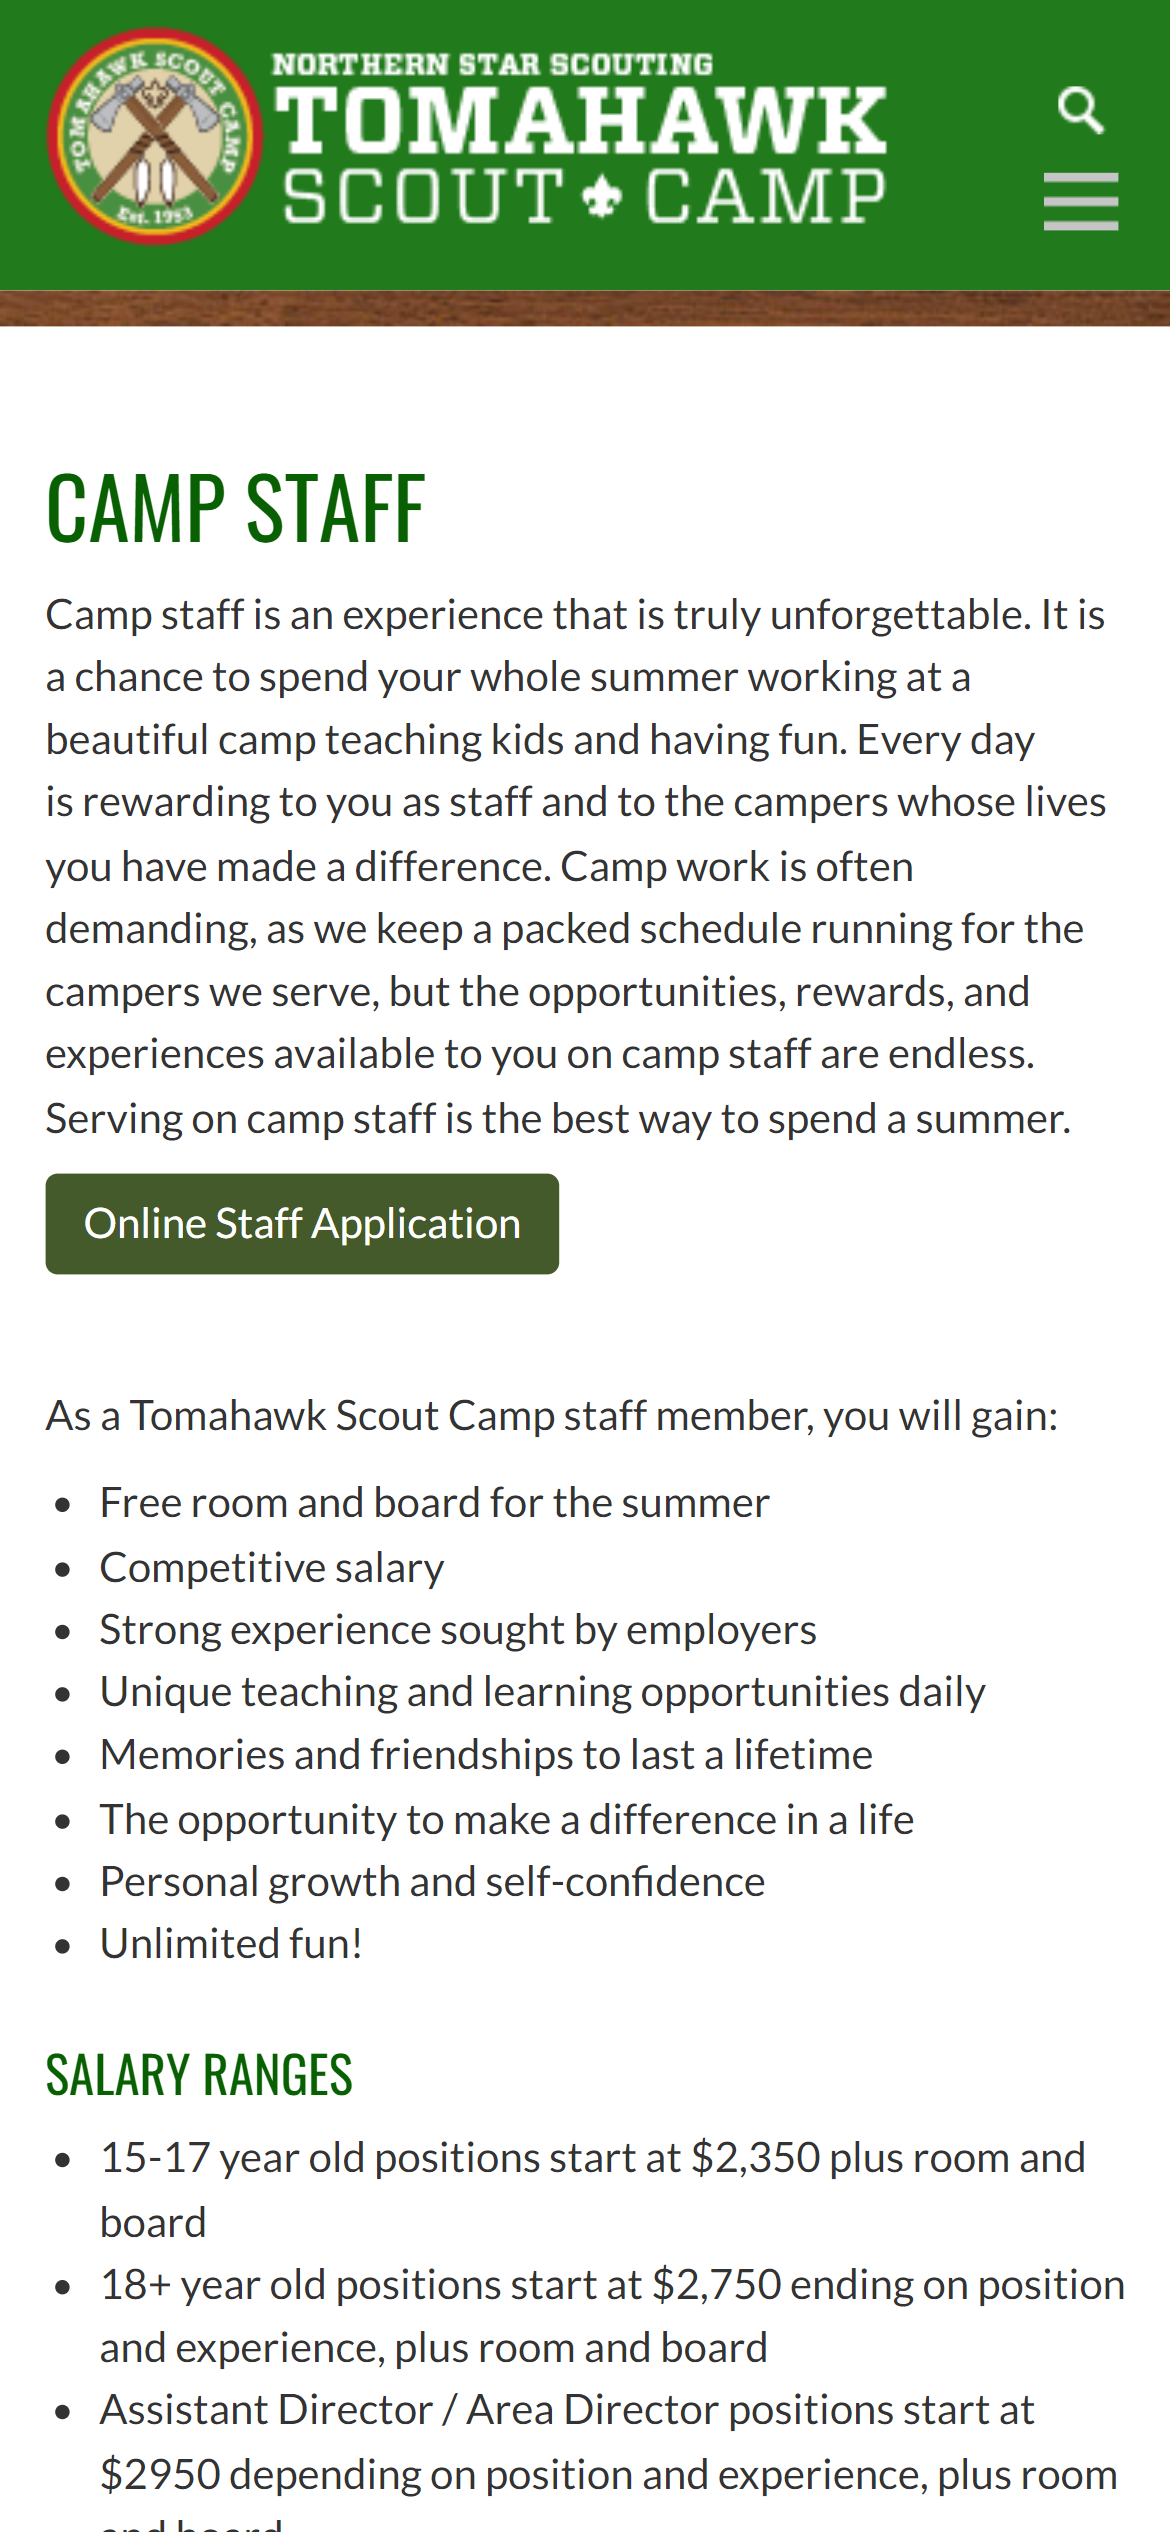 TOMAHAWK SCOUT CAMP
Est. 1953
NORTHERN STAR SCOUTING
TOMAHAWK
SCOUT CAMP
CAMP STAFF
Camp staff is an experience that is truly unforgettable. It is
a chance to spend your whole summer working at a
beautiful camp teaching kids and having fun. Every day
is rewarding to you as staff and to the campers whose lives
you have made a difference. Camp work is often
demanding, as we keep a packed schedule running for the
campers we serve, but the opportunities, rewards, and
experiences available to you on camp staff are endless.
Serving on camp staff is the best way to spend a summer.
Online Staff Application
As a Tomahawk Scout Camp staff member, you will gain:
• Free room and board for the summer
• Competitive salary
• Strong experience sought by employers
• Unique teaching and learning opportunities daily
• Memories and friendships to last a lifetime
• The opportunity to make a difference in a life
• Personal growth and self-confidence
• Unlimited fun!
SALARY RANGES
• 15-17 year old positions start at $2,350 plus room and
board
• 18+ year old positions start at $2,750 ending on position
and experience, plus room and board
• Assistant Director / Area Director positions start at
$2950 depending on position and experience, plus room
and board